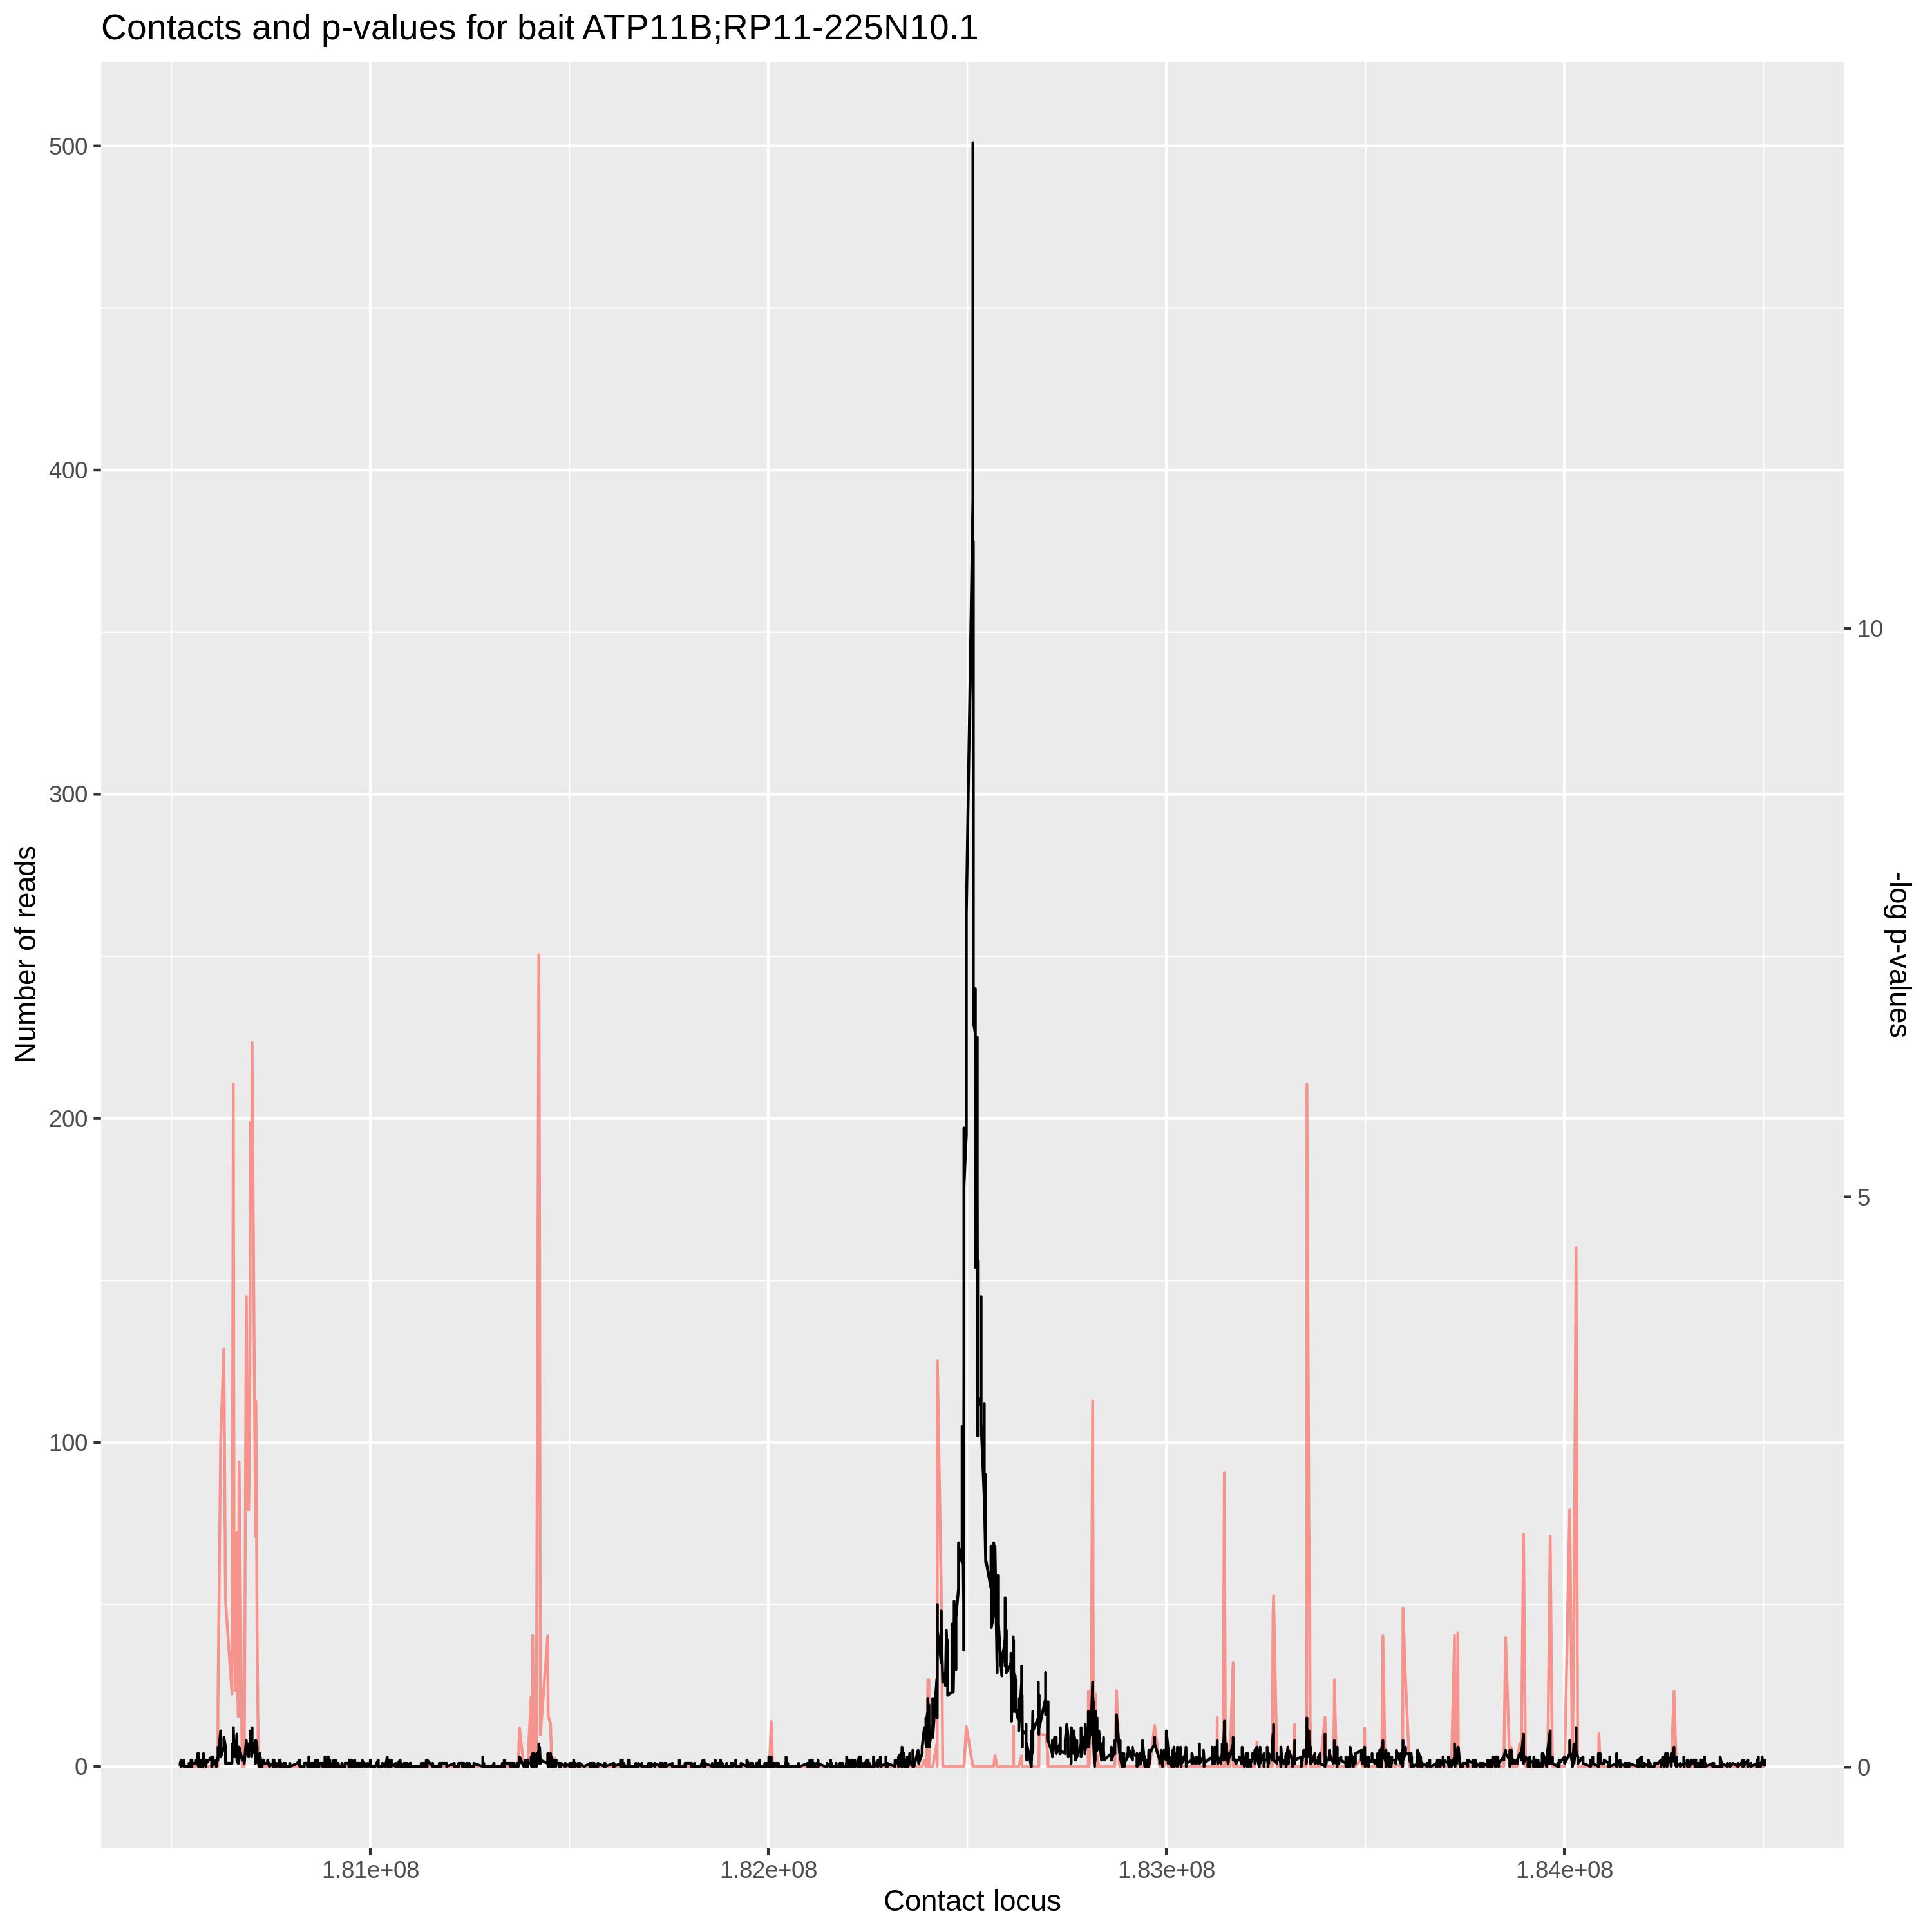 Contacts and p-values for bait ATP11B;RP11-225N10.1
500
400
300
200
100
0
Number of reads
10
5
0
-log p-values
1.81e+08
1.82e+08
1.83e+08
1.84e+08
Contact locus